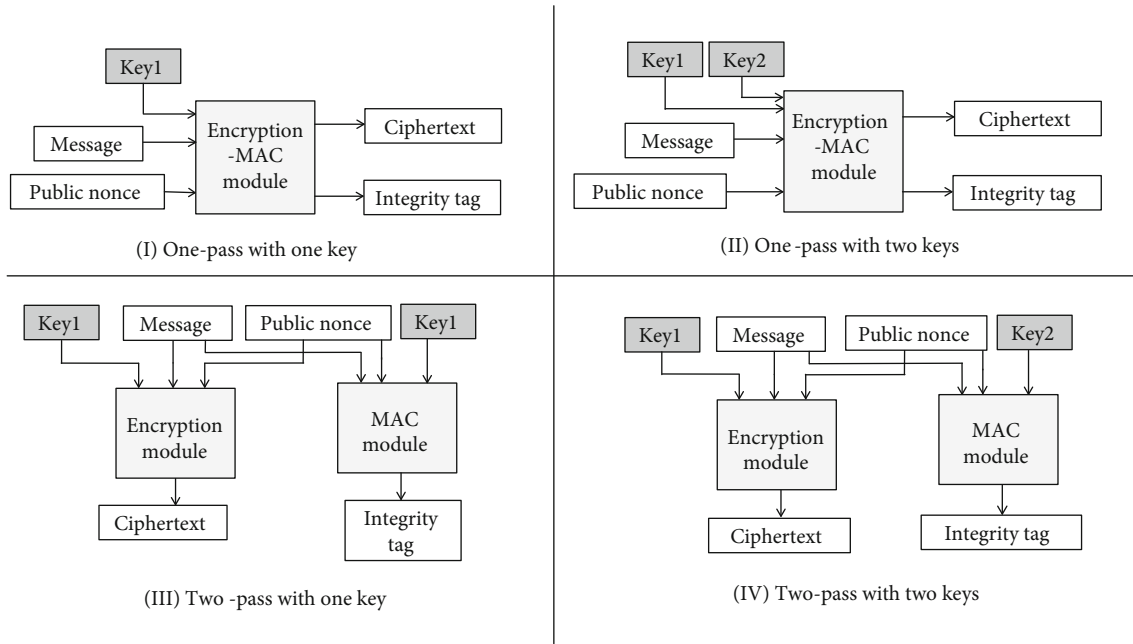 Key1
Message
Public nonce
Encryption
-MAC
module
Ciphertext
Integrity tag
(I) One-pass with one key
Key1
Key2
Message
Public nonce
Encryption
-MAC
module
Ciphertext
Integrity tag
(II) One -pass with two keys
Key1
Message
Public nonce
Key1
Encryption
module
MAC
module
Ciphertext
Integrity
tag
(III) Two -pass with one key
Key1
Message
Public nonce
Key2
Encryption
module
MAC
module
Ciphertext
Integrity tag
(IV) Two-pass with two keys